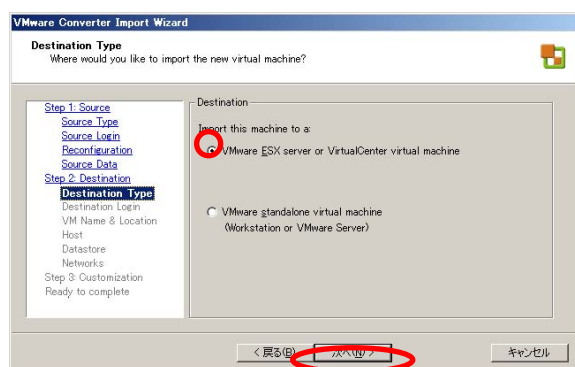 VMware Converter Import Wizard
Destination Type
Where would you like to import the new virtual machine?
Step 1: Source
Source Type
Source Login
Reconfiguration
Source Data
Step 2: Destination
Destination Type
Destination Login
VM Name & Location
Host
Datastore
Networks
Step 3: Customization
Ready to complete
Destination
Import this machine to a:
VMware ESX server or VirtualCenter virtual machine
VMware standalone virtual machine
(Workstation or VMware Server)
< 戻る(B)
次へ(N) >
キャンセル